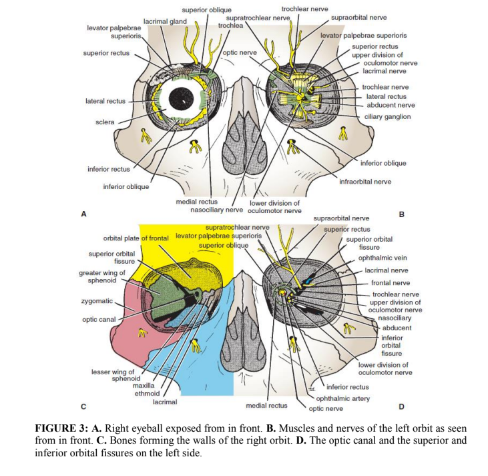 superior oblique
trochlear nerve
lacrimal gland
supratrochlear nerve
supraorbital nerve
levator palpebrae
superioris
trochlea
levator palpebrae superioris
superior rectus
optic nerve
superior rectus
upper division of
oculomotor nerve
lacrimal nerve
lateral rectus
trochlear nerve
lateral rectus
abducent nerve
ciliary ganglion
sclera
inferior rectus
inferior oblique
inferior oblique
infraorbital nerve
medial rectus
lower division of
nasociliary nerve
oculomotor nerve
A
B
supraorbital nerve
supratrochlear nerve
superior rectus
orbital plate of frontal
levator palpebrae superioris
superior orbital
fissure
superior oblique
superior orbital
fissure
ophthalmic vein
greater wing of
sphenoid
lacrimal nerve
frontal nerve
zygomatic
trochlear nerve
upper division of
oculomotor nerve
optic canal
nasociliary
abducent
inferior
orbital
fissure
lower division of
oculomotor nerve
lesser wing of
sphenoid
maxilla
ethmoid
lacrimal
inferior rectus
ophthalmic artery
medial rectus
optic nerve
C
D
FIGURE 3: A. Right eyeball exposed from in front. B. Muscles and nerves of the left orbit as seen
from in front. C. Bones forming the walls of the right orbit. D. The optic canal and the superior and
inferior orbital fissures on the left side.